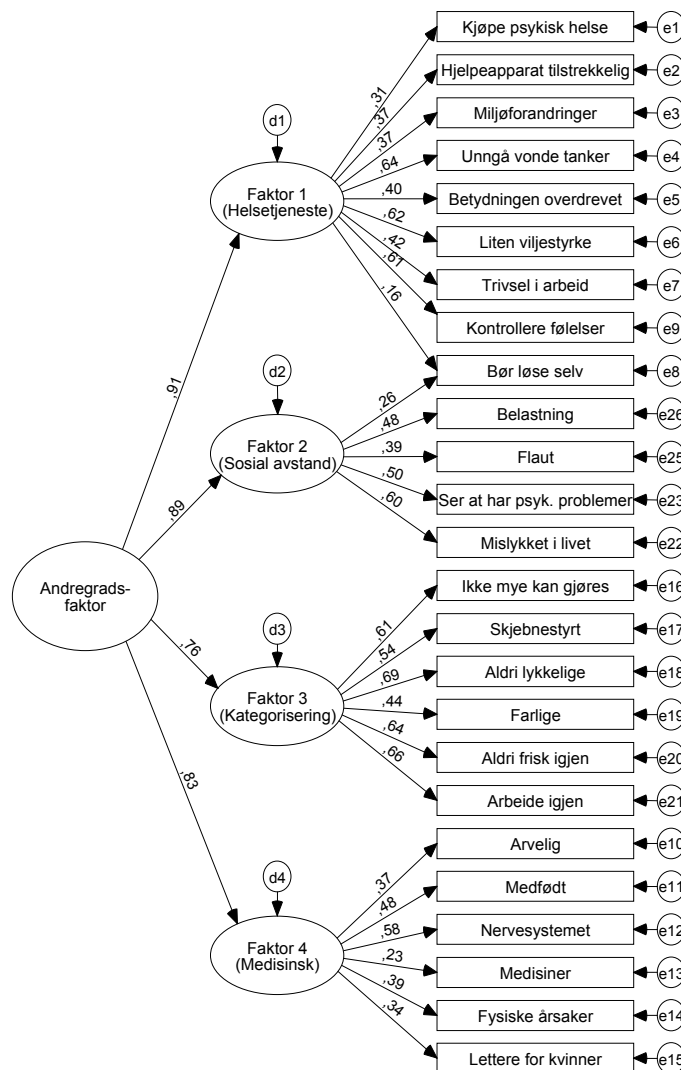 Kjøpe psykisk helse
e1
Hjelpeapparat tilstrekkelig
e2
Miljøforandringer
e3
Unngå vonde tanker
e4
Betydningen overdrevet
e5
Liten viljestyrke
e6
Trivsel i arbeid
e7
Kontrollere følelser
e9
Bør løse selv
e8
d1
Faktor 1
(Helsetjeneste)
,31
,37
,37
,64
,40
,62
,42
,61
,16
,91
d2
Faktor 2
(Sosial avstand)
,26
,48
,39
,50
,60
Belastning
e26
Flaut
e25
Ser at har psyk. problemer
e23
Mislykket i livet
e22
,89
Andregrads-
faktor
,76
d3
Faktor 3
(Kategorisering)
,61
,54
,69
,44
,64
,66
Ikke mye kan gjøres
e16
Skjebnestyrt
e17
Aldri lykkelige
e18
Farlige
e19
Aldri frisk igjen
e20
Arbeide igjen
e21
,83
d4
Faktor 4
(Medisinsk)
,37
,48
,58
,23
,39
,34
Arvelig
e10
Medfødt
e11
Nervesystemet
e12
Medisiner
e13
Fysiske årsaker
e14
Lettere for kvinner
e15